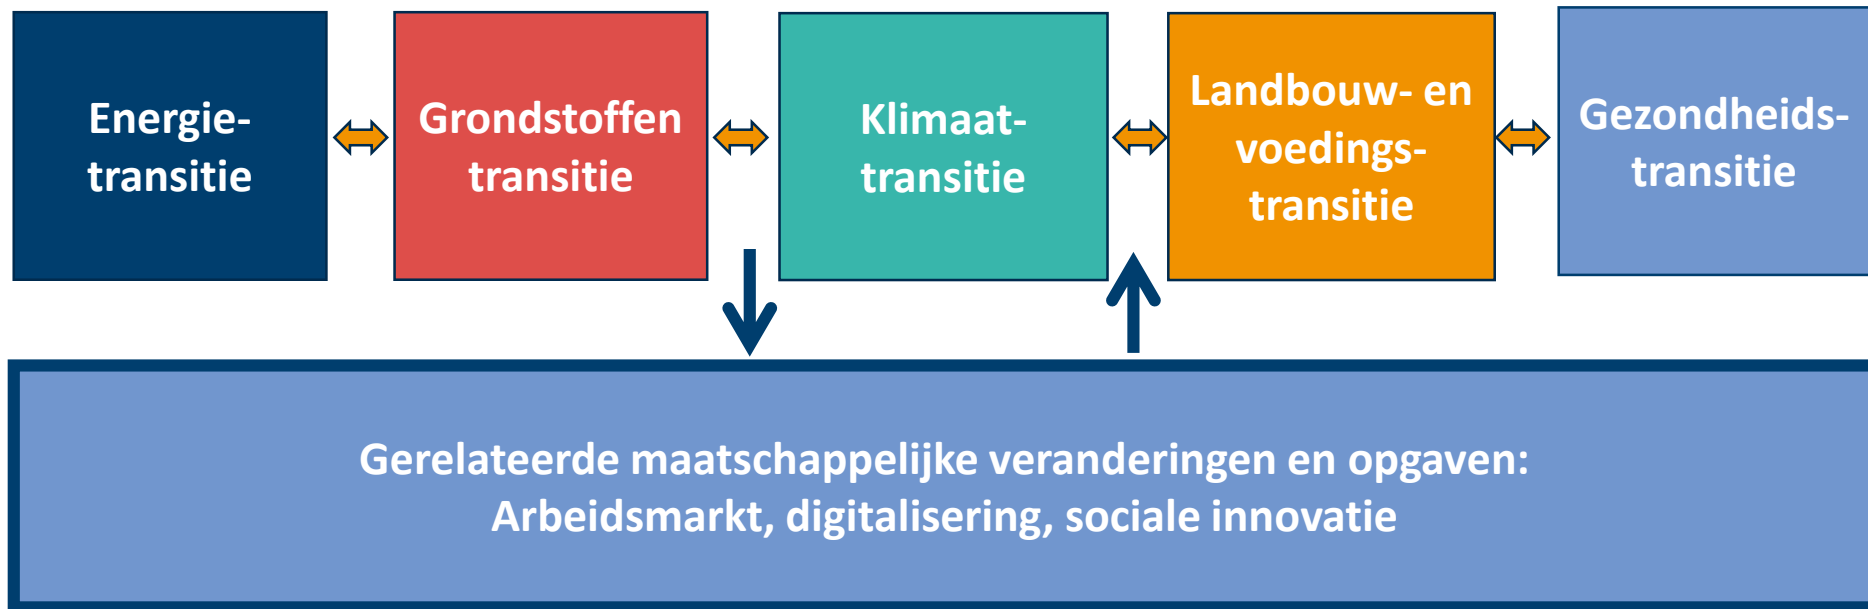 Energie-
transitie
Grondstoffen
transitie
Klimaat-
transitie
Landbouw- en
voedings-
transitie
Gezondheids-
transitie
Gerelateerde maatschappelijke veranderingen en opgaven:
Arbeidsmarkt, digitalisering, sociale innovatie